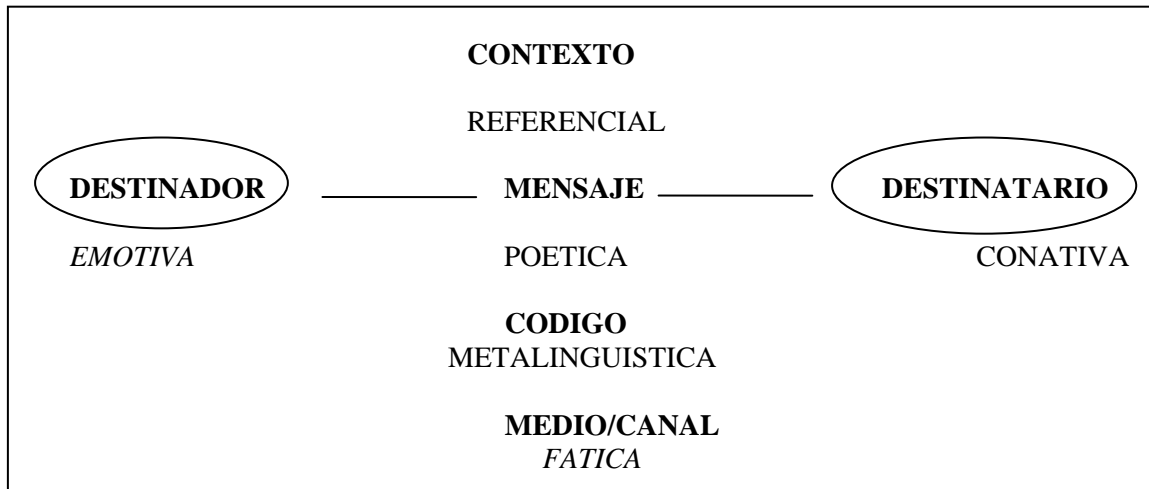 CONTEXTO
REFERENCIAL
DESTINADOR MENSAJE DESTINATARIO
EMOTIVA POETICA CONATIVA
CODIGO
METALINGUISTICA
MEDIO/CANAL
FATICA